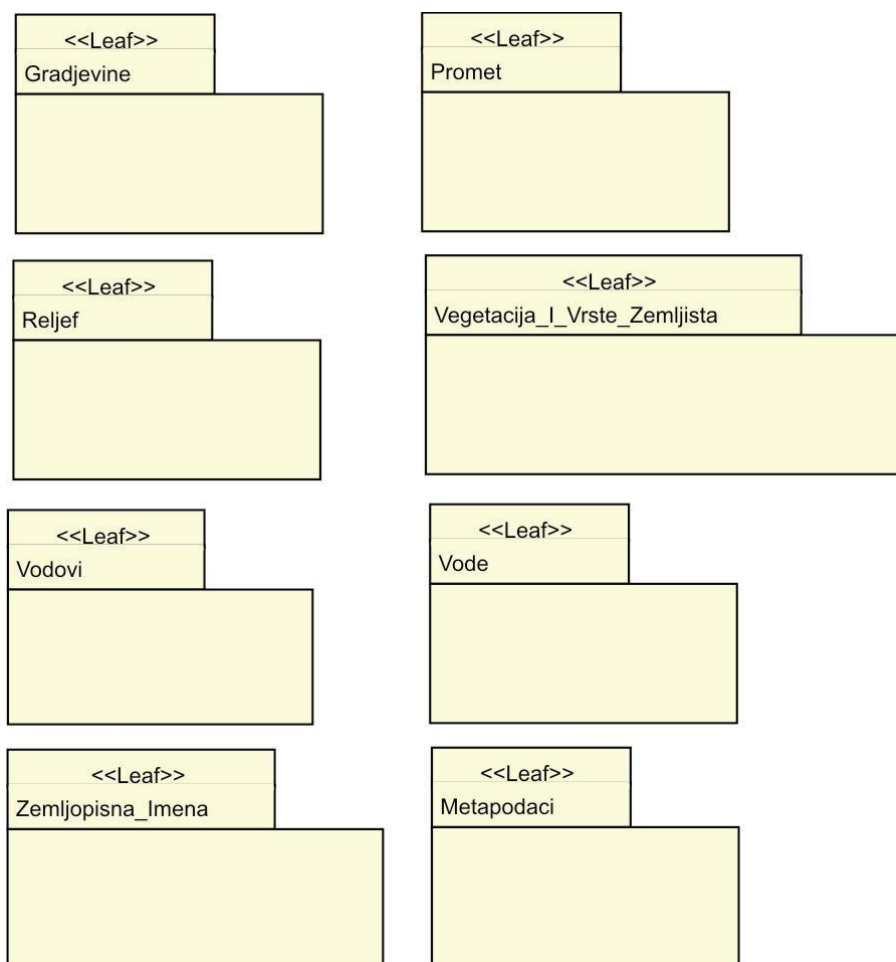 <<Leaf>>
Gradjevine
<<Leaf>>
Promet
<<Leaf>>
Reljef
<<Leaf>>
Vegetacija_I_Vrste_Zemljista
<<Leaf>>
Vodovi
<<Leaf>>
Vode
<<Leaf>>
Zemljopisna_Imena
<<Leaf>>
Metapodaci